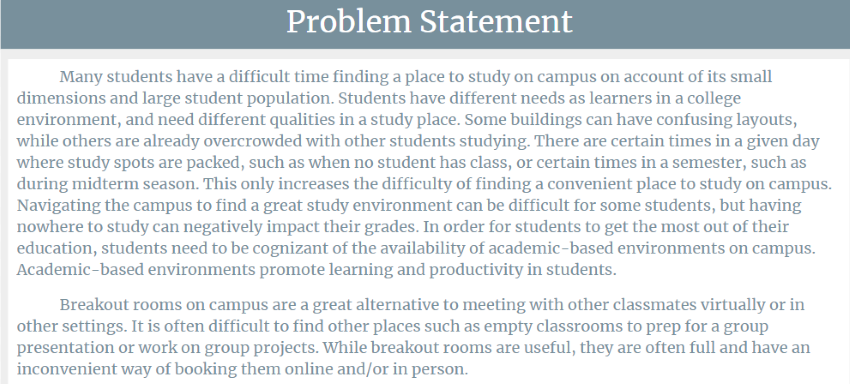 Problem Statement
Many students have a difficult time finding a place to study on campus on account of its small
dimensions and large student population. Students have different needs as learners in a college
environment, and need different qualities in a study place. Some buildings can have confusing layouts,
while others are already overcrowded with other students studying. There are certain times in a given day
where study spots are packed, such as when no student has class, or certain times in a semester, such as
during midterm season. This only increases the difficulty of finding a convenient place to study on campus.
Navigating the campus to find a great study environment can be difficult for some students, but having
nowhere to study can negatively impact their grades. In order for students to get the most out of their
education, students need to be cognizant of the availability of academic-based environments on campus.
Academic-based environments promote learning and productivity in students.
Breakout rooms on campus are a great alternative to meeting with other classmates virtually or in
other settings. It is often difficult to find other places such as empty classrooms to prep for a group
presentation or work on group projects. While breakout rooms are useful, they are often full and have an
inconvenient way of booking them online and/or in person.